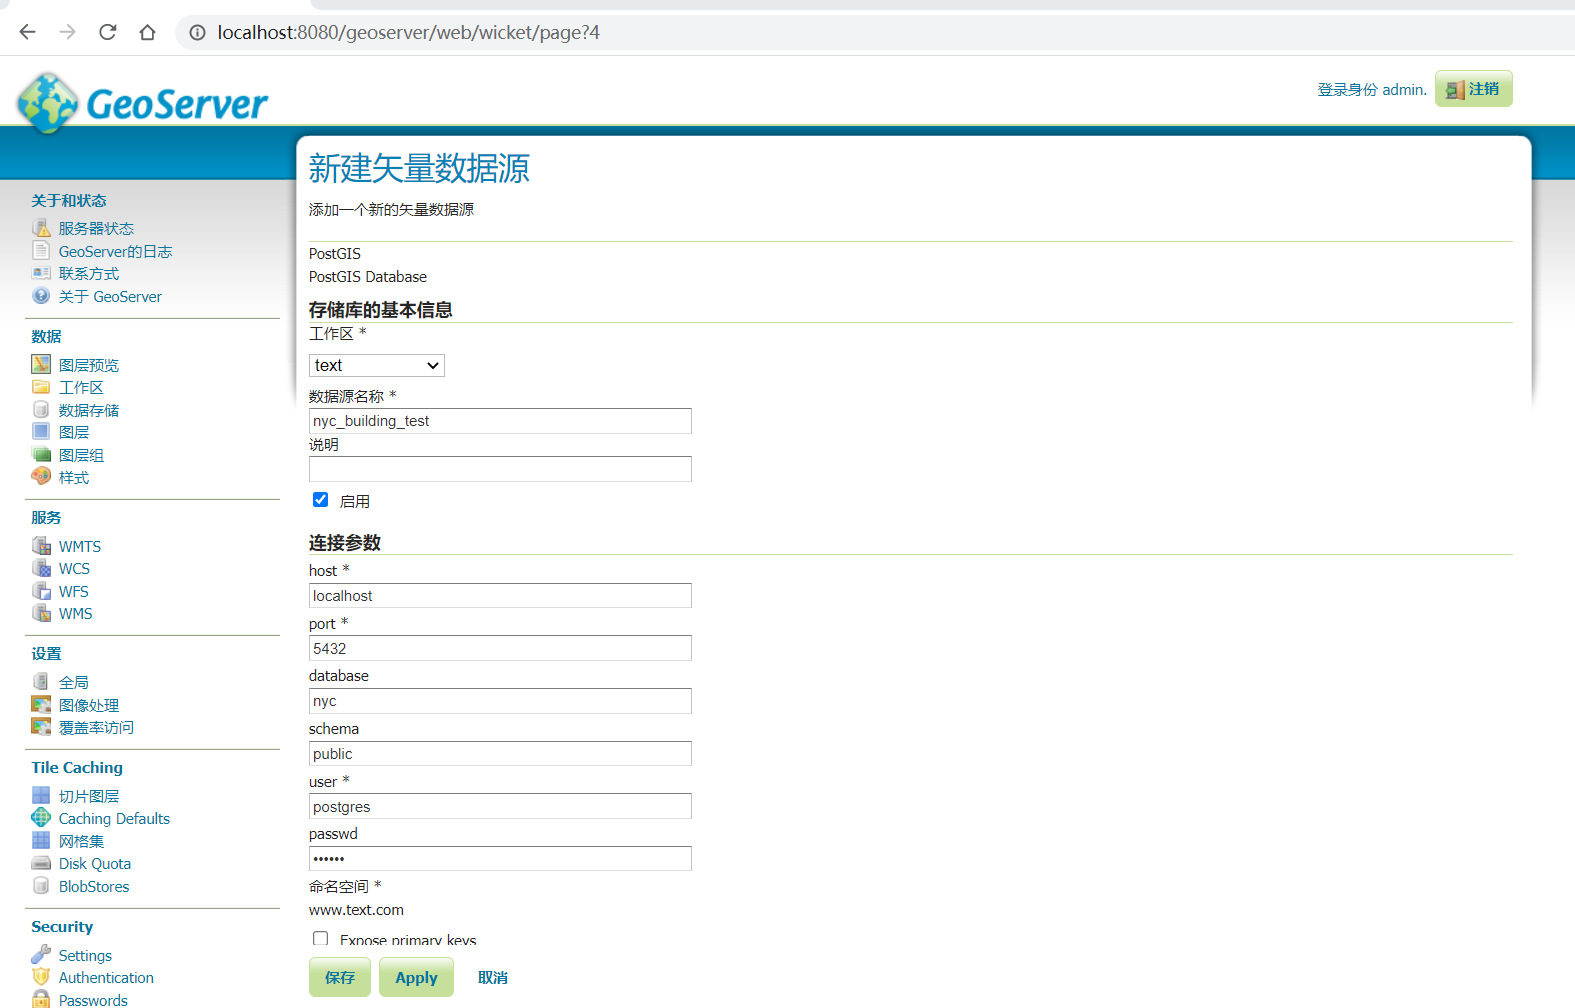 localhost:8080/geoserver/web/wicket/page?4
GeoServer
登录身份 admin.
注销
关于和状态
服务器状态
GeoServer的日志
联系方式
关于 GeoServer
数据
图层预览
工作区
数据存储
图层
图层组
样式
服务
WMTS
WCS
WFS
WMS
设置
全局
图像处理
覆盖率访问
Tile Caching
切片图层
Caching Defaults
网格集
Disk Quota
BlobStores
Security
Settings
Authentication
Passwords
新建矢量数据源
添加一个新的矢量数据源
PostGIS
PostGIS Database
存储库的基本信息
工作区 *
text
数据源名称 *
nyc_building_test
说明
启用
连接参数
host *
localhost
port *
5432
database
nyc
schema
public
user *
postgres
passwd
••••••
命名空间 *
www.text.com
Expose primary keys
保存
Apply
取消